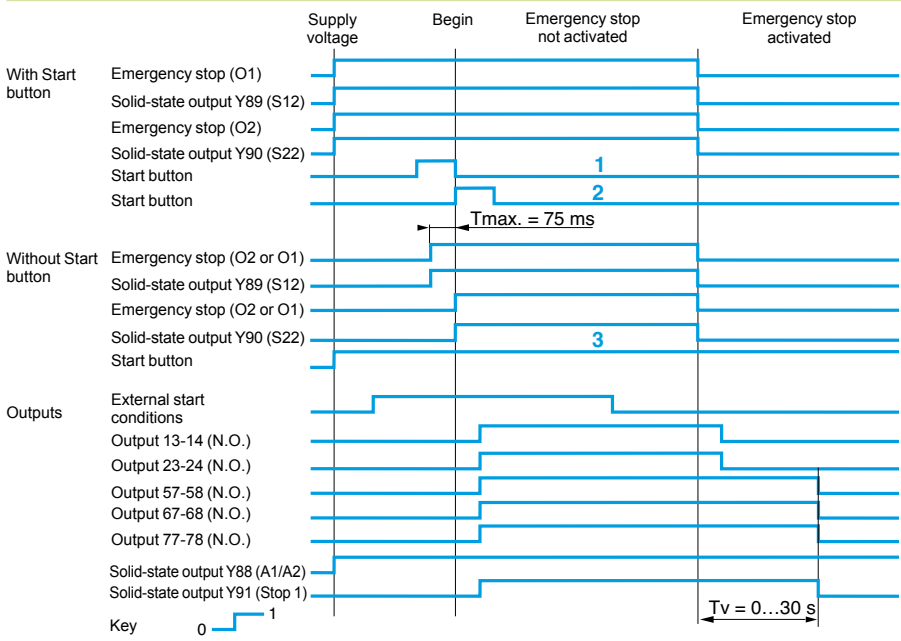 Supply voltage
Begin
Emergency stop not activated
Emergency stop activated
With Start button
Emergency stop (O1)
Solid-state output Y89 (S12)
Emergency stop (O2)
Solid-state output Y90 (S22)
Start button
1
Start button
2
Tmax. = 75 ms
Without Start button
Emergency stop (O2 or O1)
Solid-state output Y89 (S12)
Emergency stop (O2 or O1)
Solid-state output Y90 (S22)
3
Start button
Outputs
External start conditions
Output 13-14 (N.O.)
Output 23-24 (N.O.)
Output 57-58 (N.O.)
Output 67-68 (N.O.)
Output 77-78 (N.O.)
Solid-state output Y88 (A1/A2)
Solid-state output Y91 (Stop 1)
Tv = 0…30 s
Key
0
1